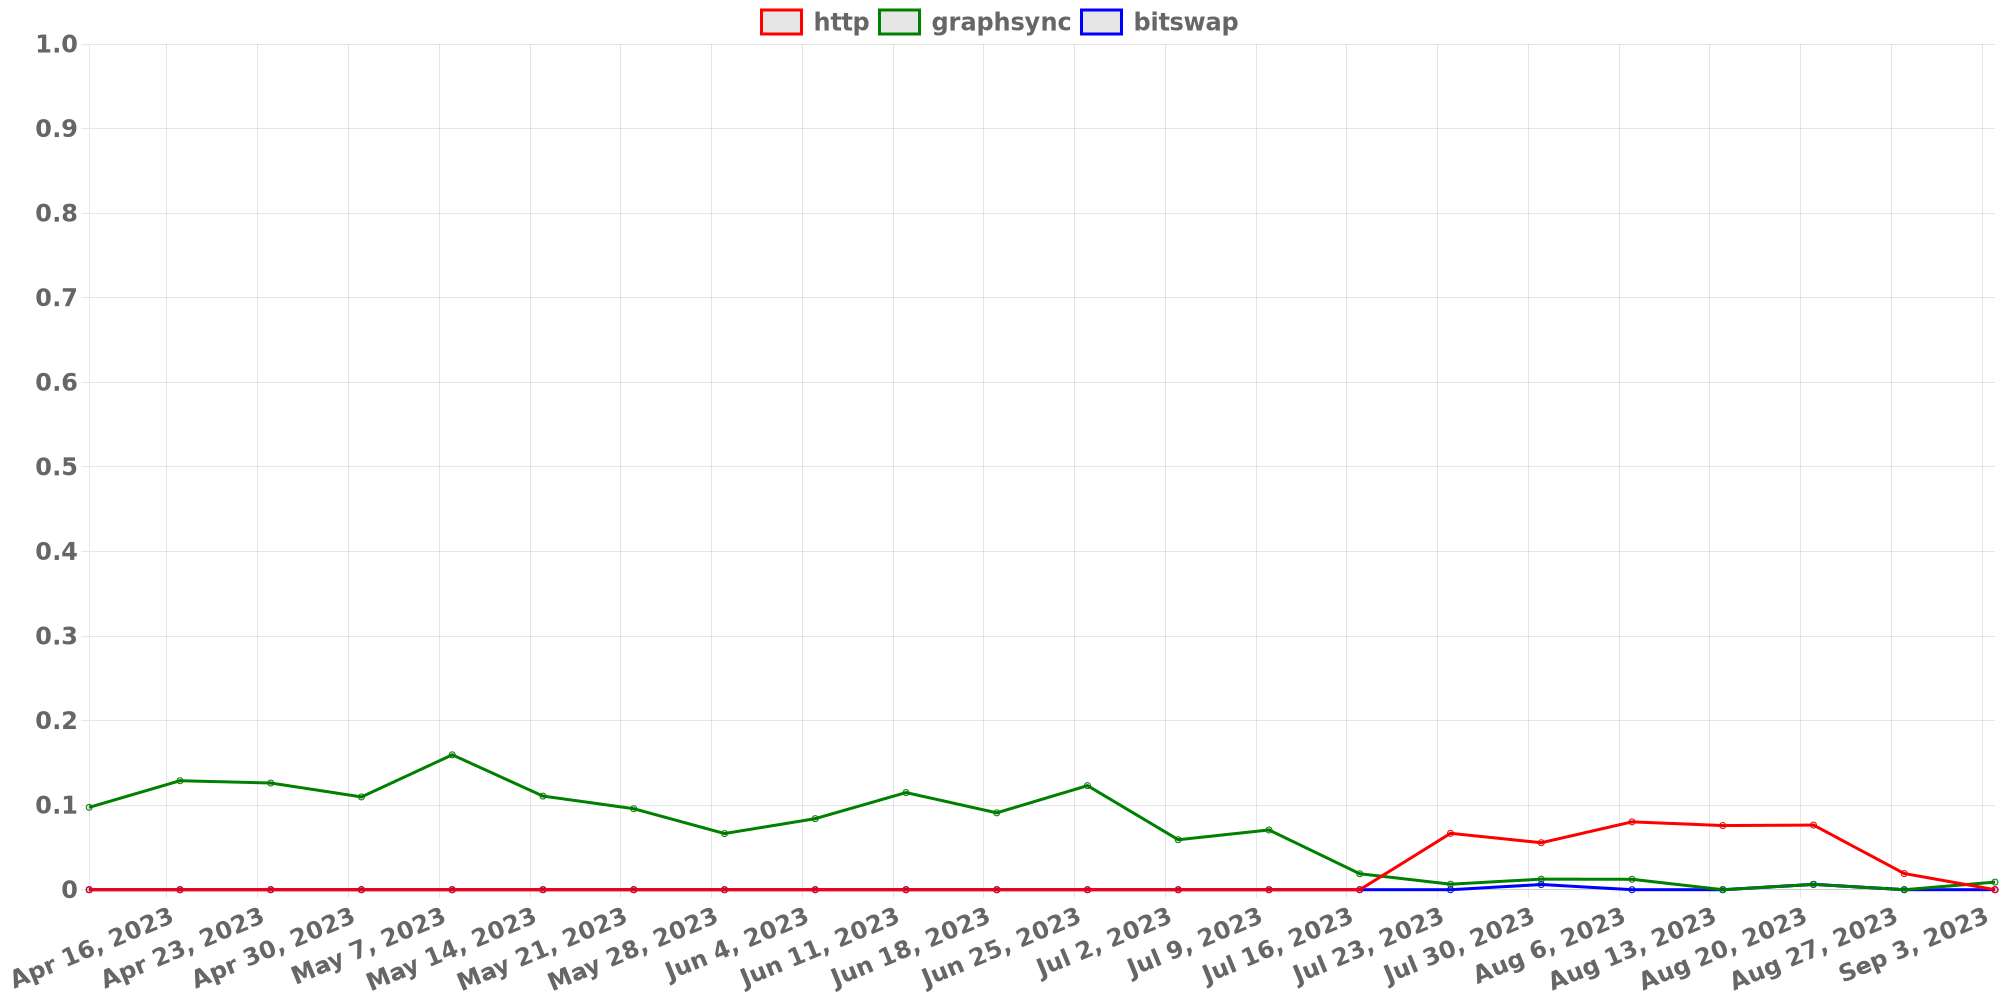 http graphsync bitswap
1.0
0.9
0.8
0.7
0.6
0.5
0.4
0.3
0.2
0.1
0
Apr 16, 2023
Apr 23, 2023
Apr 30, 2023
May 7, 2023
May 14, 2023
May 21, 2023
May 28, 2023
Jun 4, 2023
Jun 11, 2023
Jun 18, 2023
Jun 25, 2023
Jul 2, 2023
Jul 9, 2023
Jul 16, 2023
Jul 23, 2023
Jul 30, 2023
Aug 6, 2023
Aug 13, 2023
Aug 20, 2023
Aug 27, 2023
Sep 3, 2023